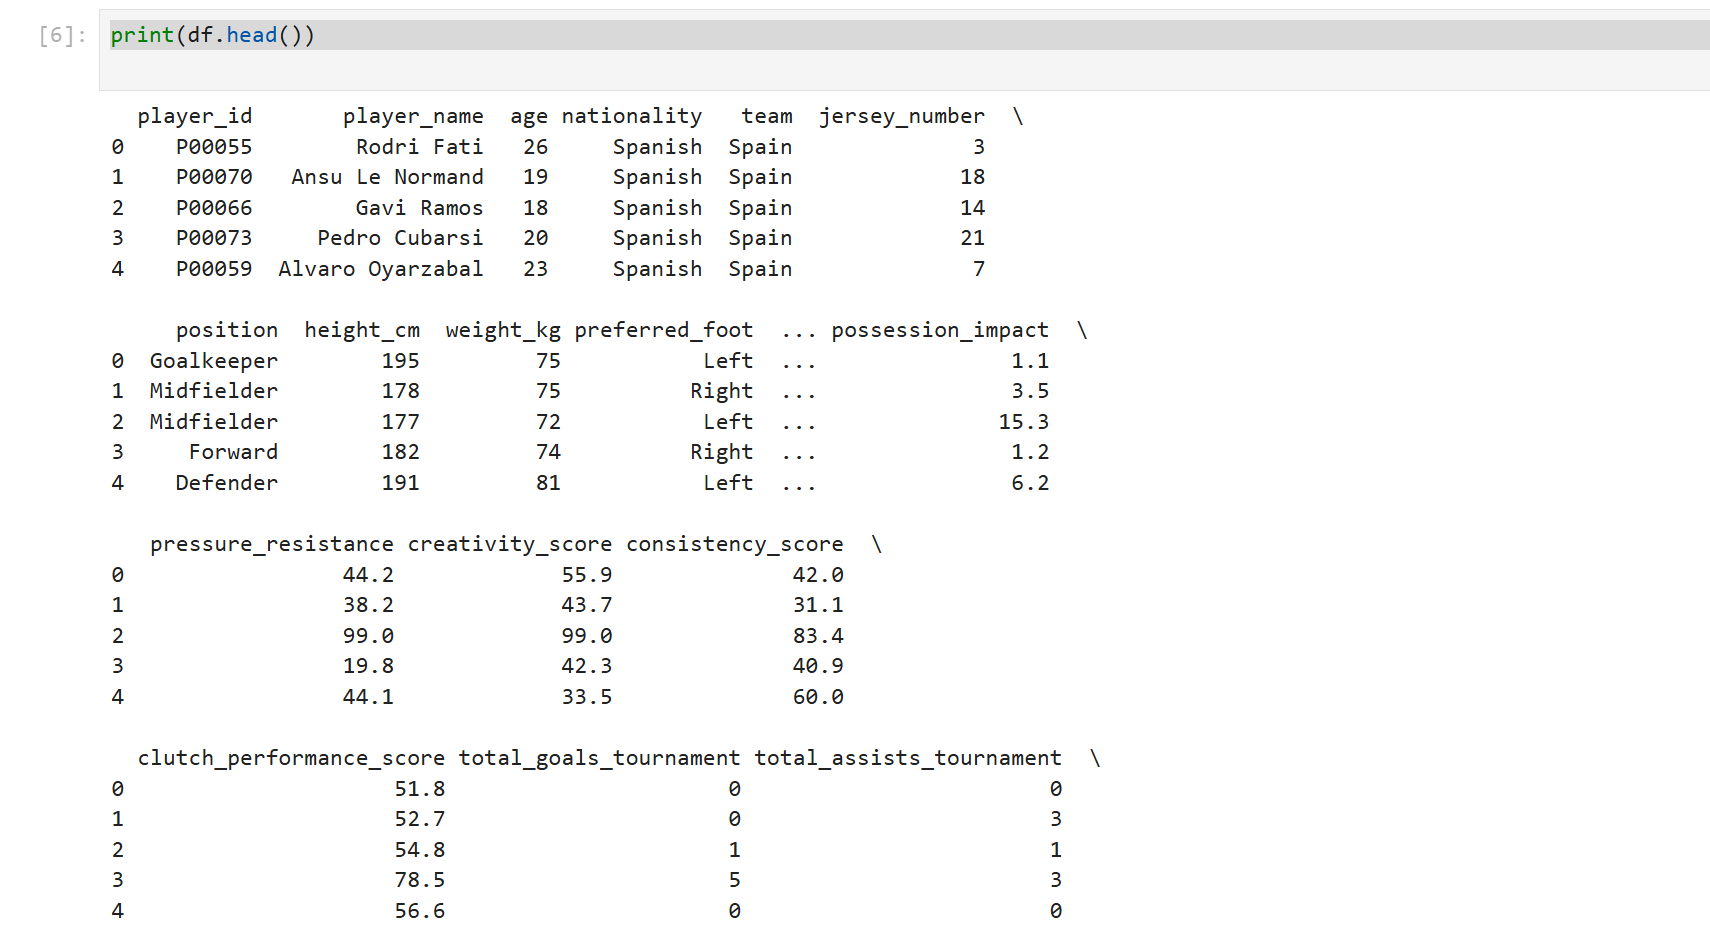 [6]: print(df.head())
  player_id       player_name  age nationality   team  jersey_number  \
0    P00055        Rodri Fati   26     Spanish  Spain              3
1    P00070   Ansu Le Normand   19     Spanish  Spain             18
2    P00066        Gavi Ramos   18     Spanish  Spain             14
3    P00073     Pedro Cubarsi   20     Spanish  Spain             21
4    P00059  Alvaro Oyarzabal   23     Spanish  Spain              7
     position  height_cm  weight_kg preferred_foot  ... possession_impact  \
0  Goalkeeper        195         75           Left  ...               1.1
1  Midfielder        178         75          Right  ...               3.5
2  Midfielder        177         72           Left  ...              15.3
3     Forward        182         74          Right  ...               1.2
4    Defender        191         81           Left  ...               6.2
   pressure_resistance creativity_score consistency_score  \
0                 44.2             55.9              42.0
1                 38.2             43.7              31.1
2                 99.0             99.0              83.4
3                 19.8             42.3              40.9
4                 44.1             33.5              60.0
  clutch_performance_score total_goals_tournament total_assists_tournament  \
0                     51.8                      0                        0
1                     52.7                      0                        3
2                     54.8                      1                        1
3                     78.5                      5                        3
4                     56.6                      0                        0